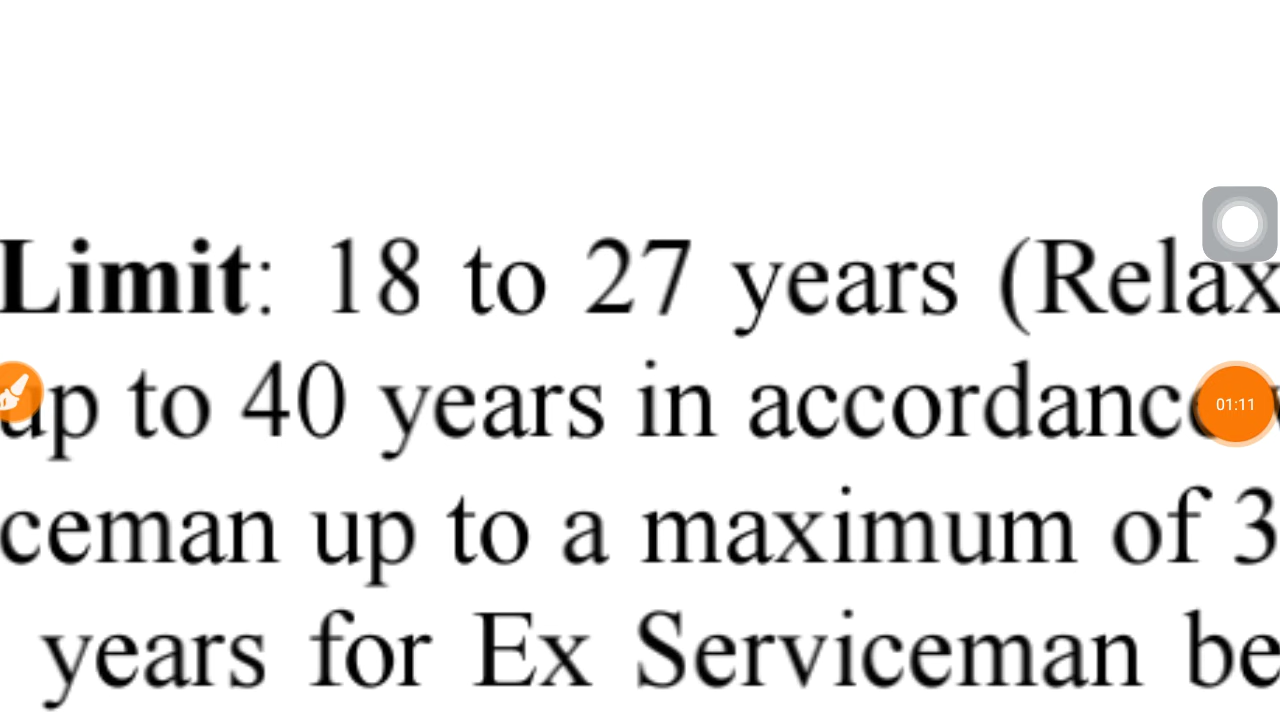 Limit: 18 to 27 years (Relax
up to 40 years in accordance
ceman up to a maximum of 3
years for Ex Serviceman be
01:11